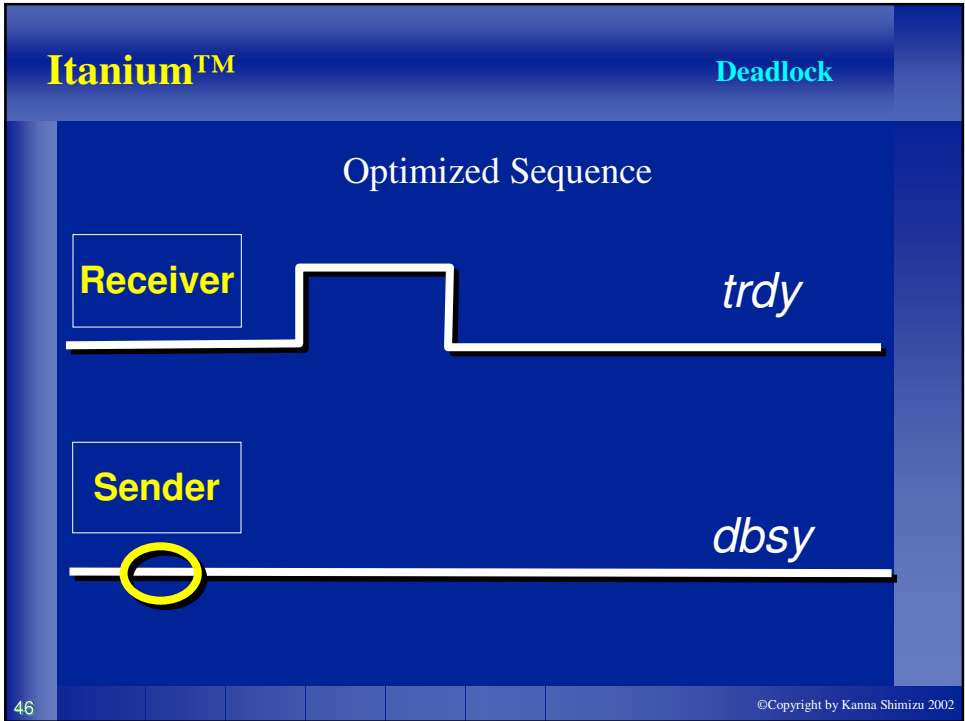 Itanium™
Deadlock
Optimized Sequence
Receiver
trdy
Sender
dbsy
46
©Copyright by Kanna Shimizu 2002